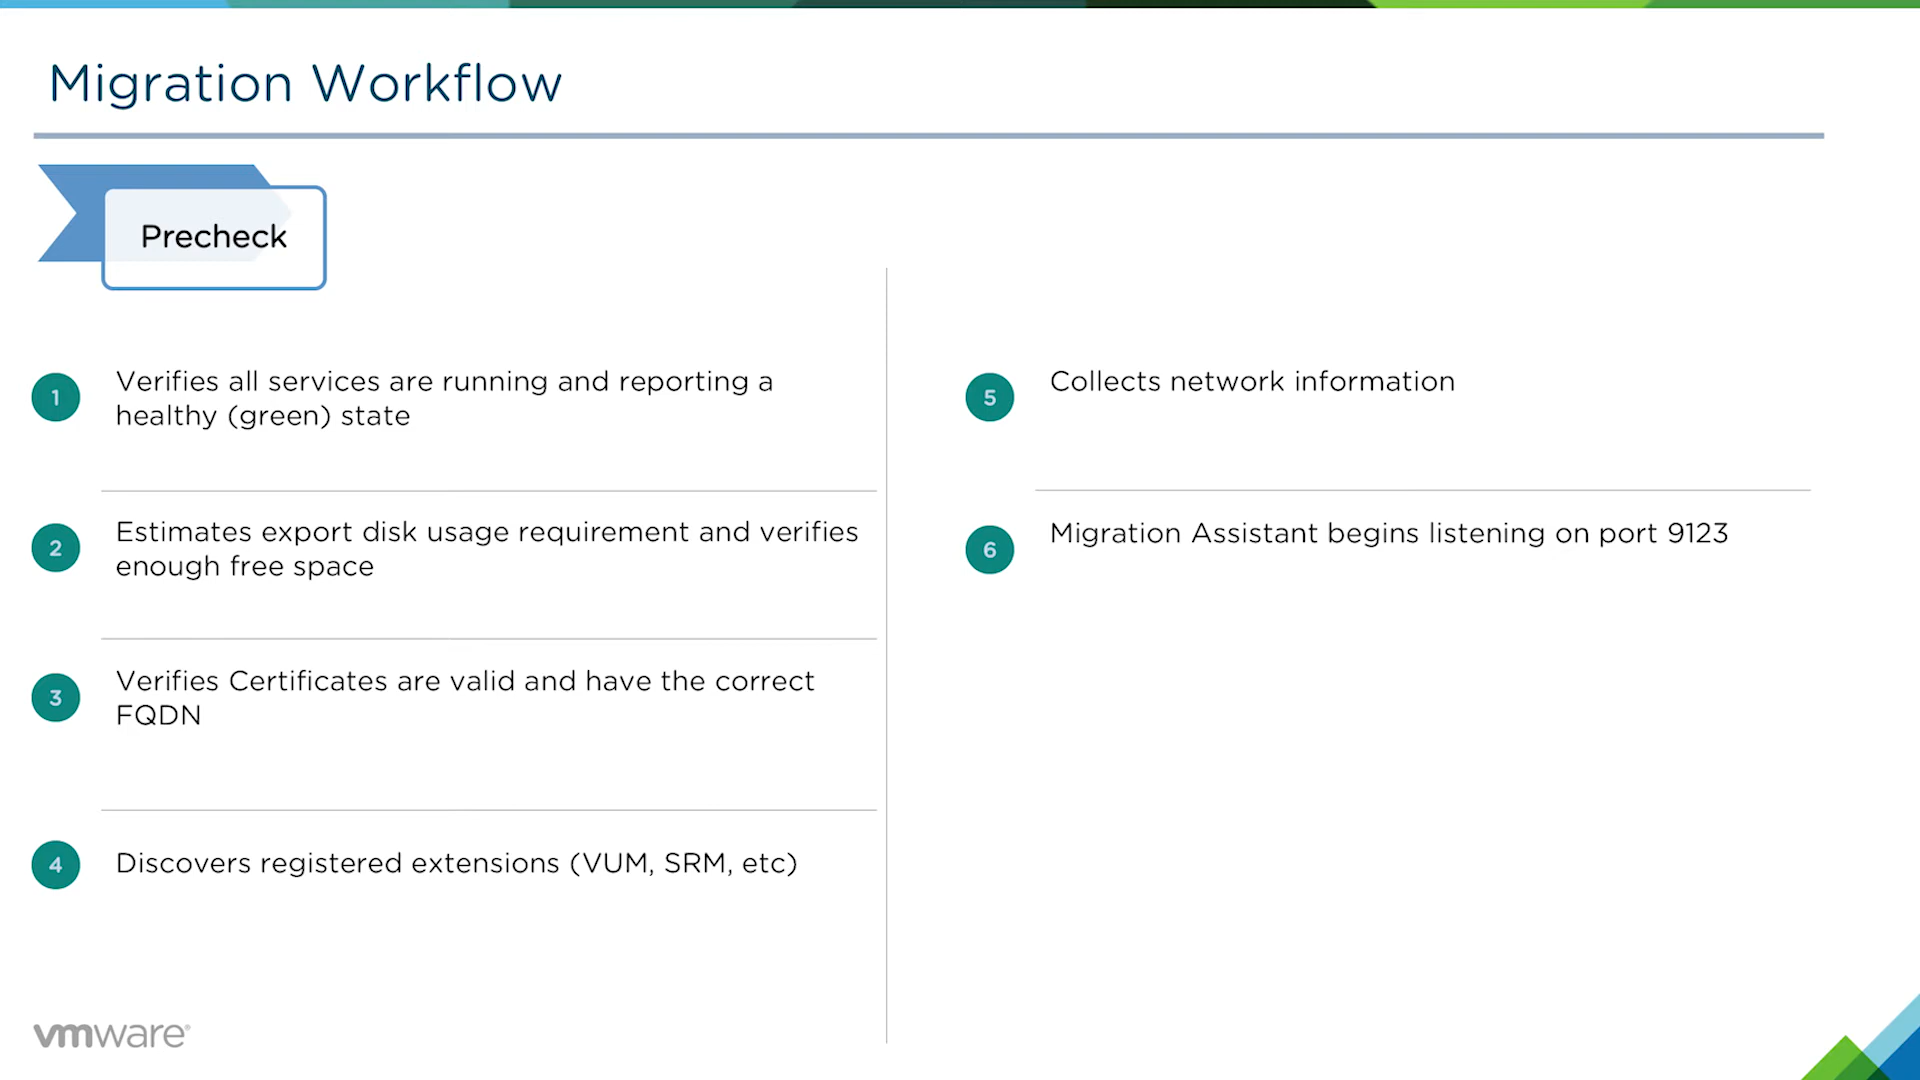 Migration Workflow
Precheck
1
Verifies all services are running and reporting a
healthy (green) state
2
Estimates export disk usage requirement and verifies
enough free space
3
Verifies Certificates are valid and have the correct
FQDN
4
Discovers registered extensions (VUM, SRM, etc)
5
Collects network information
6
Migration Assistant begins listening on port 9123
vmware®